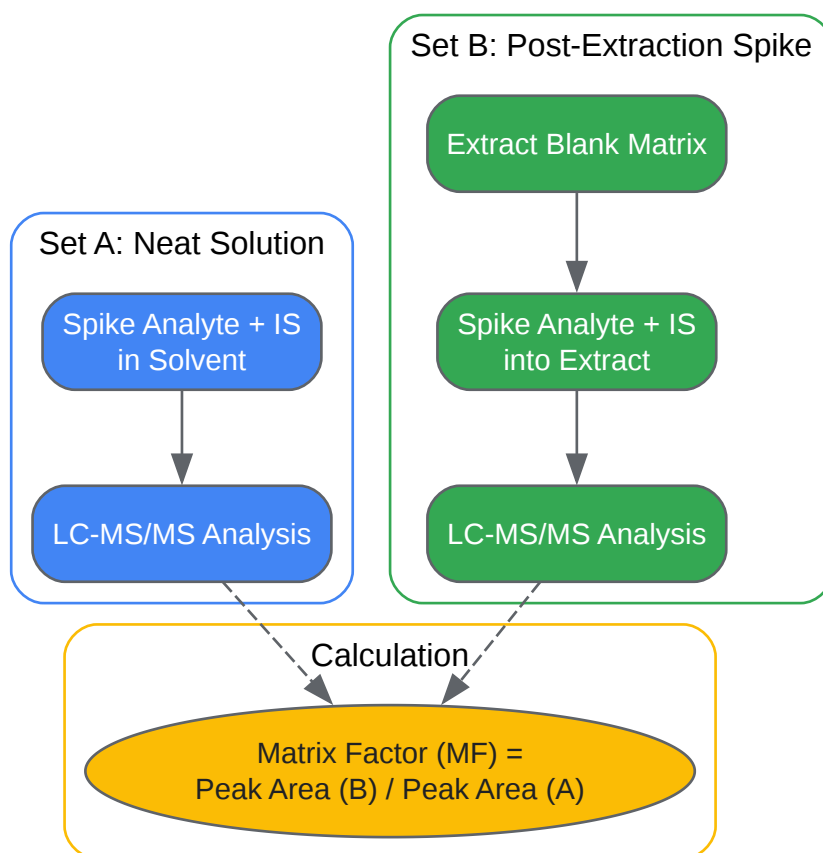 Set B: Post-Extraction Spike
Extract Blank Matrix
Spike Analyte + IS
into Extract
LC-MS/MS Analysis
Set A: Neat Solution
Spike Analyte + IS
in Solvent
LC-MS/MS Analysis
Calculation
Matrix Factor (MF) =
Peak Area (B) / Peak Area (A)